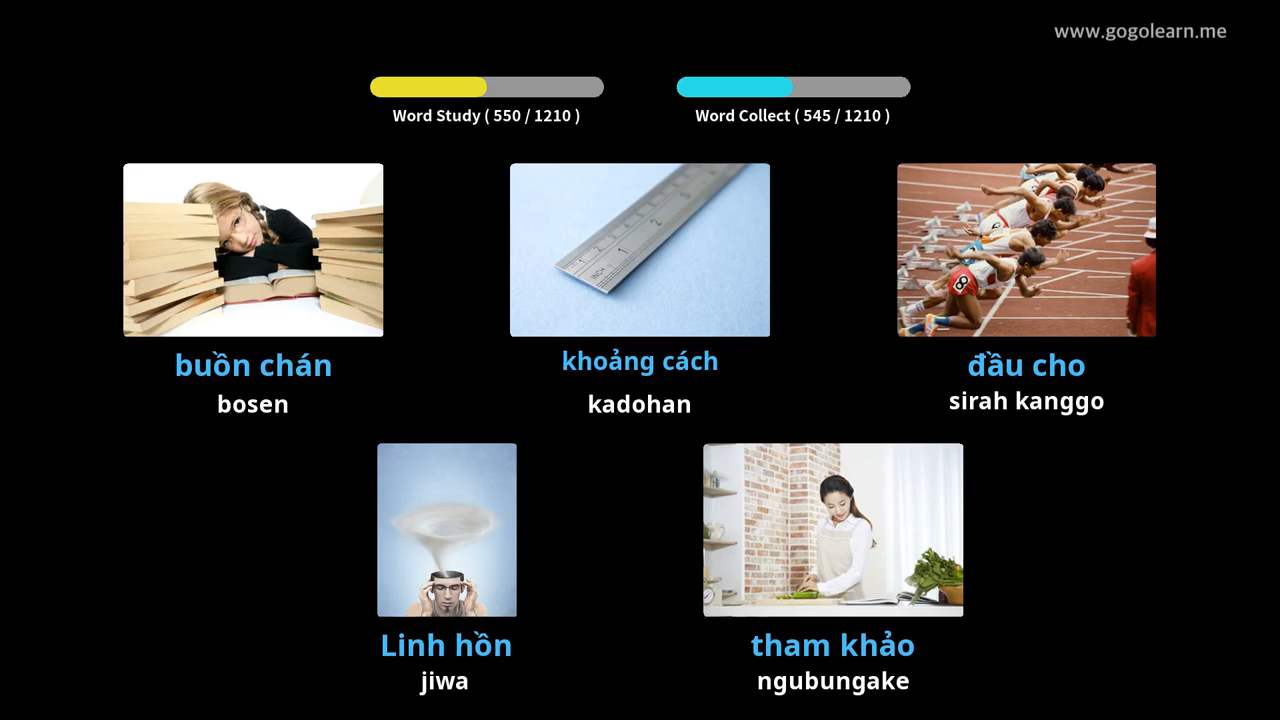 www.gogolearn.me
Word Study ( 550 / 1210 )
Word Collect ( 545 / 1210 )
buồn chán
bosen
khoảng cách
kadohan
đầu cho
sirah kanggo
Linh hồn
jiwa
tham khảo
ngubungake